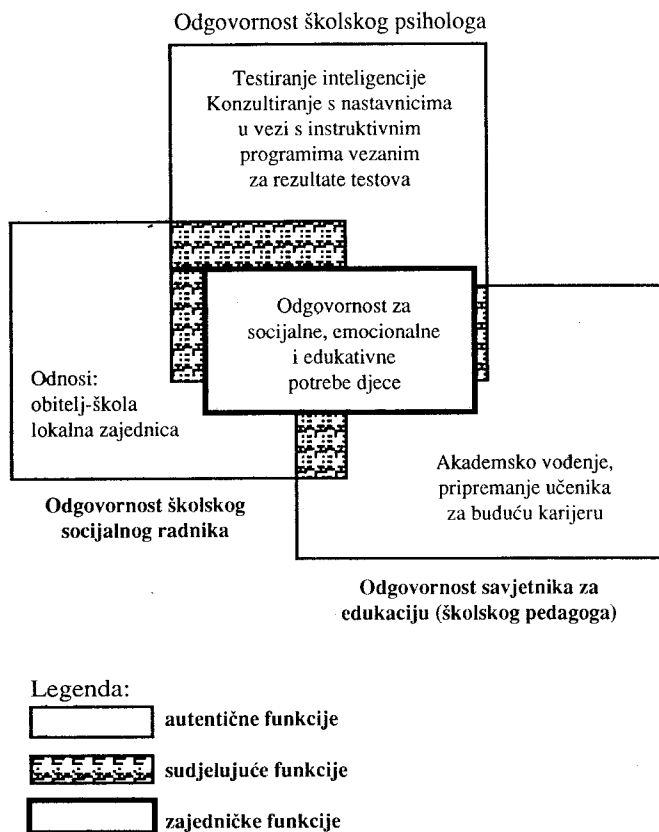 Odgovornost školskog psihologa
Testiranje inteligencije
Konzultiranje s nastavnicima
u vezi s instruktivnim
programima vezanim
za rezultate testova
Odgovornost za
socijalne, emocionalne
i edukativne
potrebe djece
Odnosi:
obitelj-škola
lokalna zajednica
Odgovornost školskog
socijalnog radnika
Akademsko vođenje,
pripremanje učenika
za buduću karijeru
Odgovornost savjetnika za
edukaciju (školskog pedagoga)
Legenda:
autentične funkcije
sudjelujuće funkcije
zajedničke funkcije